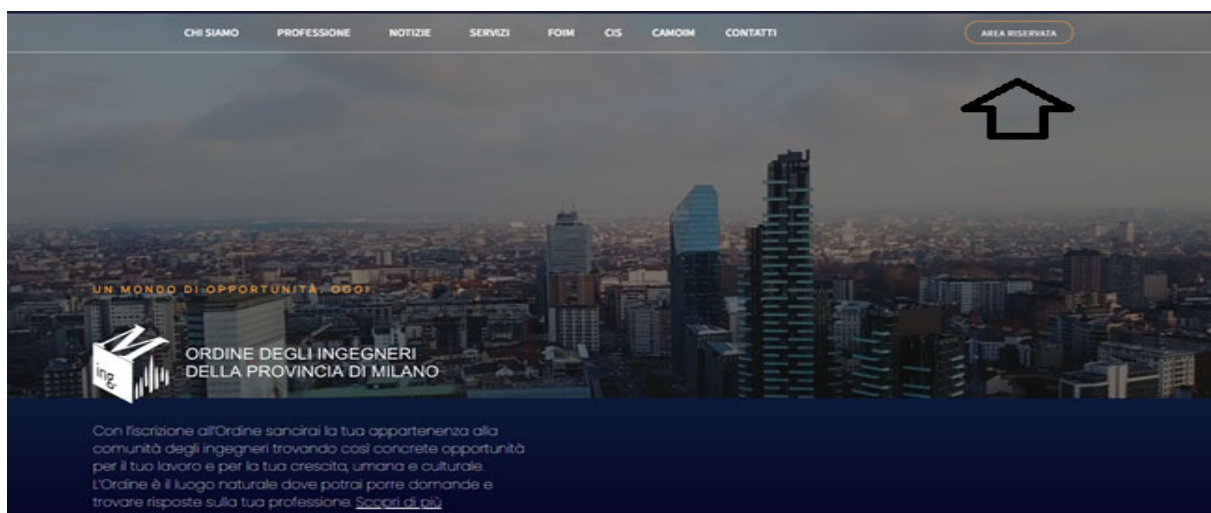 CHI SIAMO PROFESSIONE NOTIZIE SERVIZI FOIM CIS CAMOIM CONTATTI AREA RISERVATA
UN MONDO DI OPPORTUNITÀ, OGGI.
M
ing.
ORDINE DEGLI INGEGNERI
DELLA PROVINCIA DI MILANO
Con l'iscrizione all'Ordine sancirai la tua appartenenza alla
comunità degli ingegneri trovando così concrete opportunità
per il tuo lavoro e per la tua crescita, umana e culturale.
L'Ordine è il luogo naturale dove potrai porre domande e
trovare risposte sulla tua professione. Scopri di più